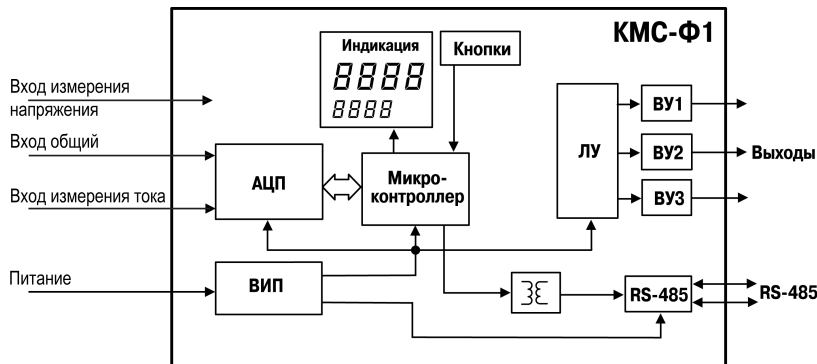 КМС-Ф1
Индикация
8888
8888
Кнопки
Вход измерения
напряжения
Вход общий
Вход измерения тока
Питание
АЦП
Микро-
контроллер
ЛУ
ВУ1
ВУ2
ВУ3
Выходы
ВИП
RS-485
RS-485